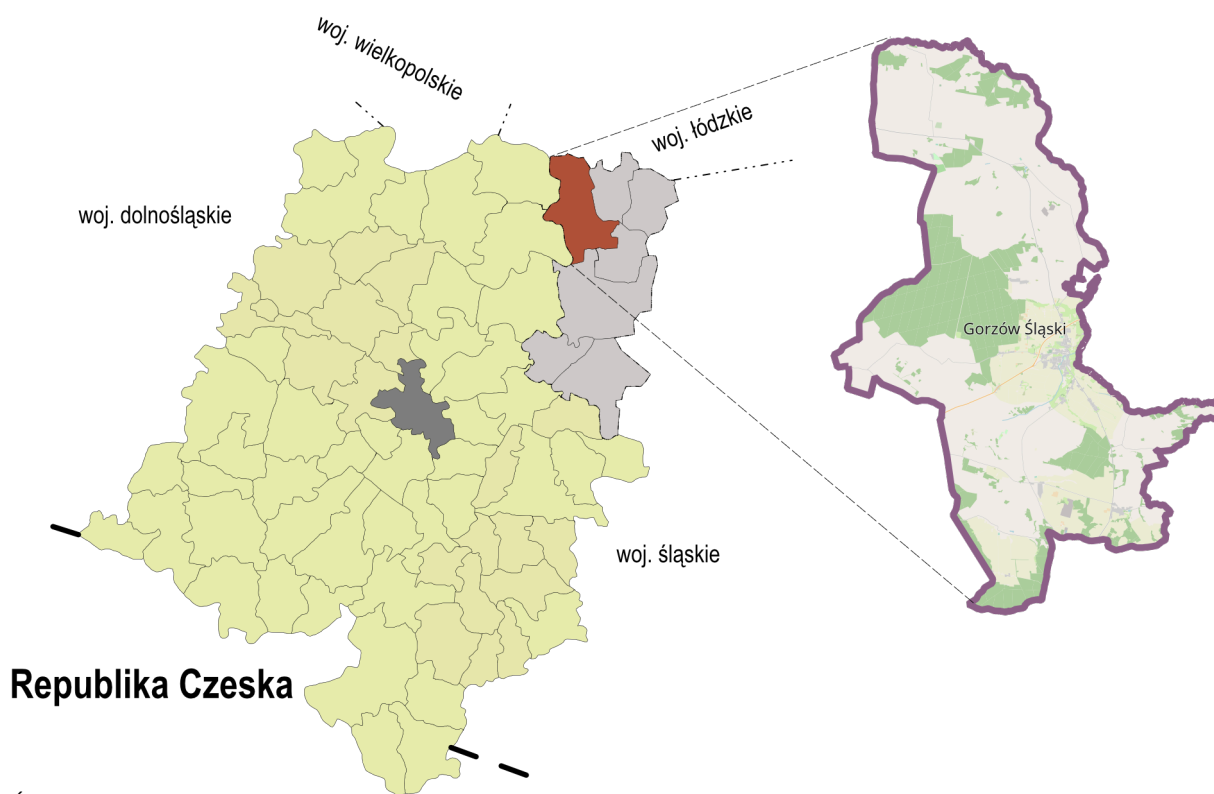 woj. wielkopolskie
woj. łódzkie
woj. dolnośląskie
Gorzów Śląski
woj. śląskie
Republika Czeska